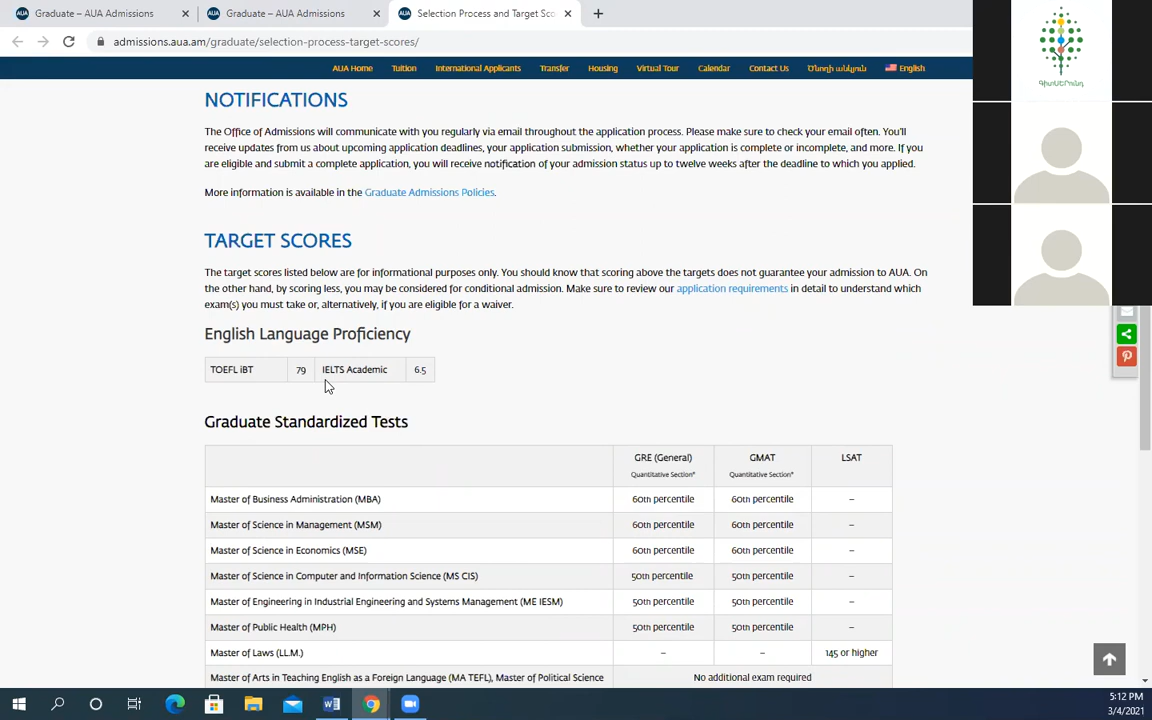 Graduate – AUA Admissions
Graduate – AUA Admissions
Selection Process and Target Sco
admissions.aua.am/graduate/selection-process-target-scores/
AUA Home Tuition International Applicants Transfer Housing Virtual Tour Calendar Contact Us Ծնողի անկյուն English
ԳիտՍԵՌունդ
NOTIFICATIONS
The Office of Admissions will communicate with you regularly via email throughout the application process. Please make sure to check your email often. You'll
receive updates from us about upcoming application deadlines, your application submission, whether your application is complete or incomplete, and more. If you
are eligible and submit a complete application, you will receive notification of your admission status up to twelve weeks after the deadline to which you applied.
More information is available in the Graduate Admissions Policies.
TARGET SCORES
The target scores listed below are for informational purposes only. You should know that scoring above the targets does not guarantee your admission to AUA. On
the other hand, by scoring less, you may be considered for conditional admission. Make sure to review our application requirements in detail to understand which
exam(s) you must take or, alternatively, if you are eligible for a waiver.
English Language Proficiency
TOEFL iBT 79 IELTS Academic 6.5
Graduate Standardized Tests
GRE (General) GMAT LSAT
Quantitative Section* Quantitative Section*
Master of Business Administration (MBA) 60th percentile 60th percentile –
Master of Science in Management (MSM) 60th percentile 60th percentile –
Master of Science in Economics (MSE) 60th percentile 60th percentile –
Master of Science in Computer and Information Science (MS CIS) 50th percentile 50th percentile –
Master of Engineering in Industrial Engineering and Systems Management (ME IESM) 50th percentile 50th percentile –
Master of Public Health (MPH) 50th percentile 50th percentile –
Master of Laws (LL.M.) – – 145 or higher
Master of Arts in Teaching English as a Foreign Language (MA TEFL), Master of Political Science No additional exam required
5:12 PM
3/4/2021